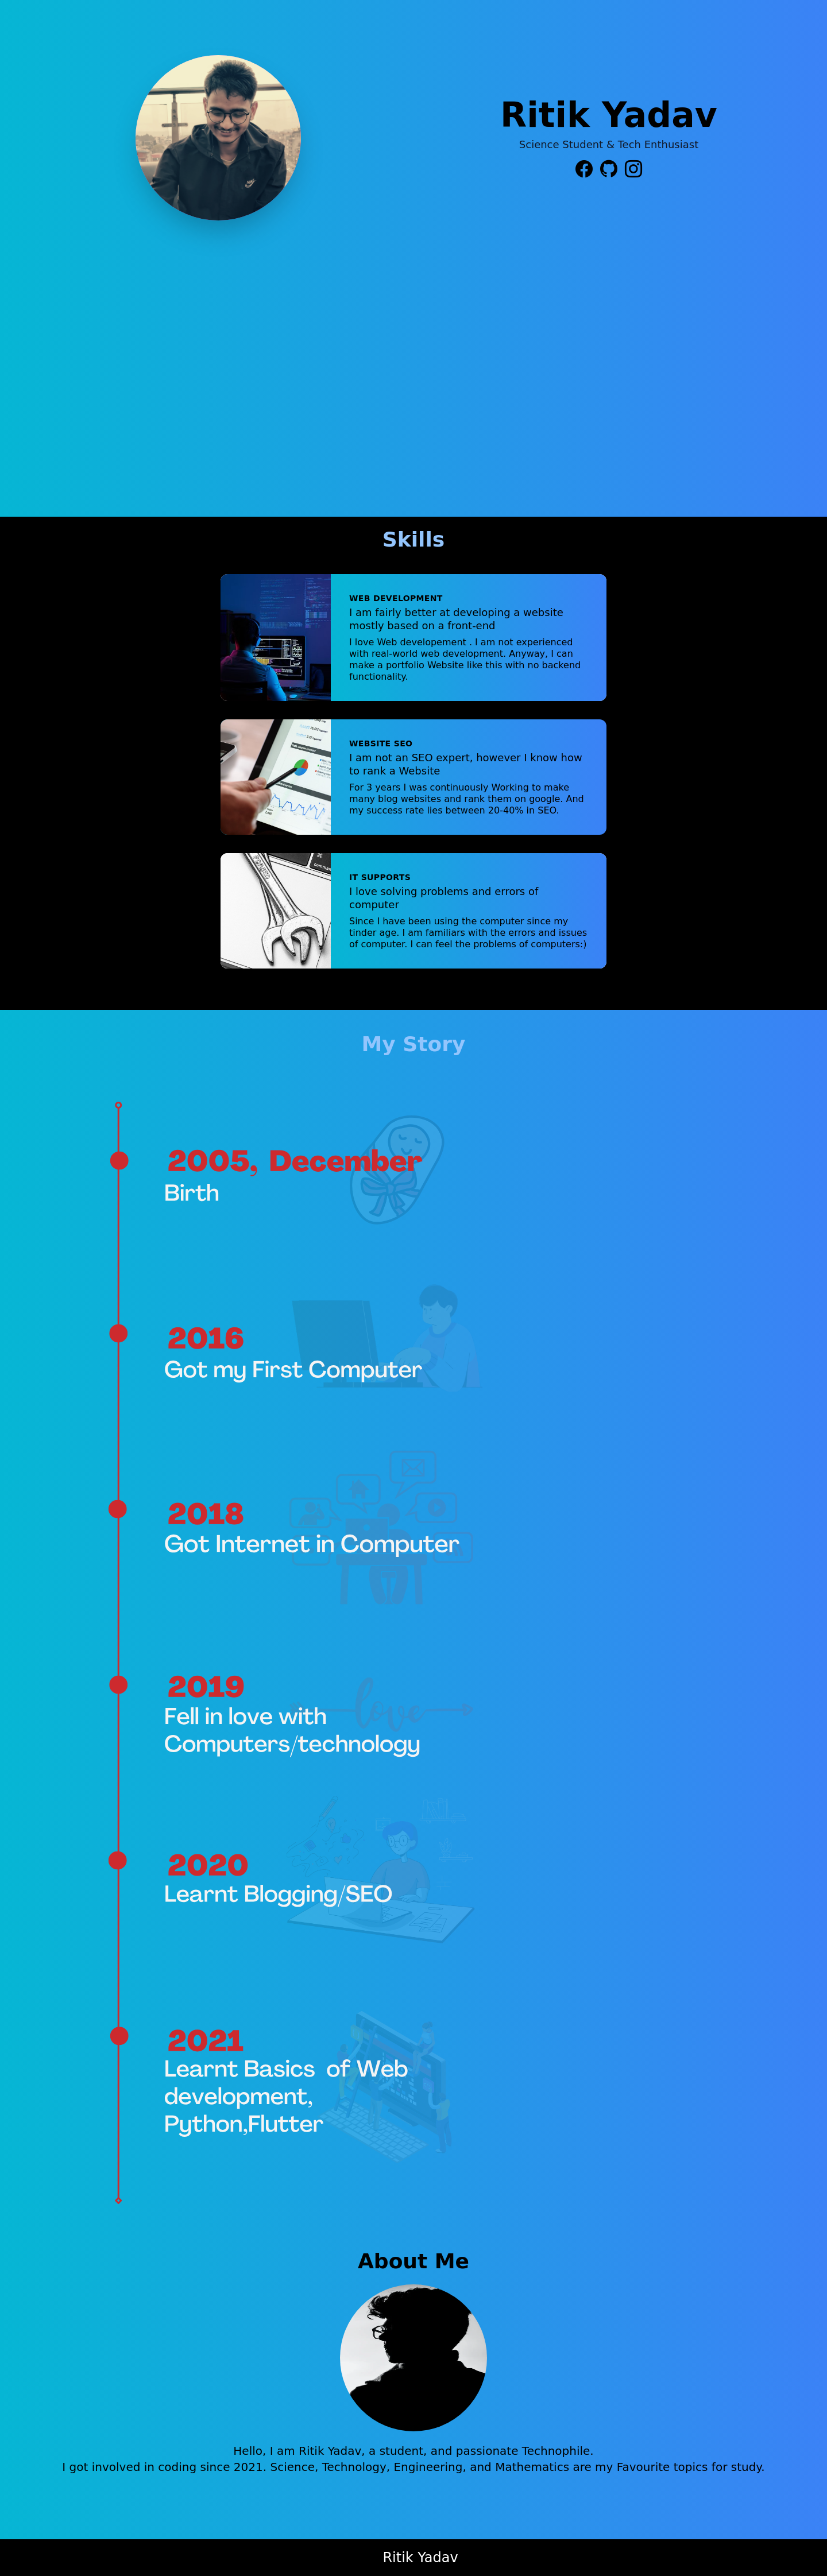 Ritik Yadav
Science Student & Tech Enthusiast
Skills
WEB DEVELOPMENT
I am fairly better at developing a website
mostly based on a front-end
I love Web developement . I am not experienced
with real-world web development. Anyway, I can
make a portfolio Website like this with no backend
functionality.
WEBSITE SEO
I am not an SEO expert, however I know how
to rank a Website
For 3 years I was continuously Working to make
many blog websites and rank them on google. And
my success rate lies between 20-40% in SEO.
IT SUPPORTS
I love solving problems and errors of
computer
Since I have been using the computer since my
tinder age. I am familiars with the errors and issues
of computer. I can feel the problems of computers:)
My Story
2005, December
Birth
2016
Got my First Computer
2018
Got Internet in Computer
2019
love
Fell in love with
Computers/technology
2020
Learnt Blogging/SEO
2021
Learnt Basics of Web
development,
Python,Flutter
About Me
Hello, I am Ritik Yadav, a student, and passionate Technophile.
I got involved in coding since 2021. Science, Technology, Engineering, and Mathematics are my Favourite topics for study.
Ritik Yadav